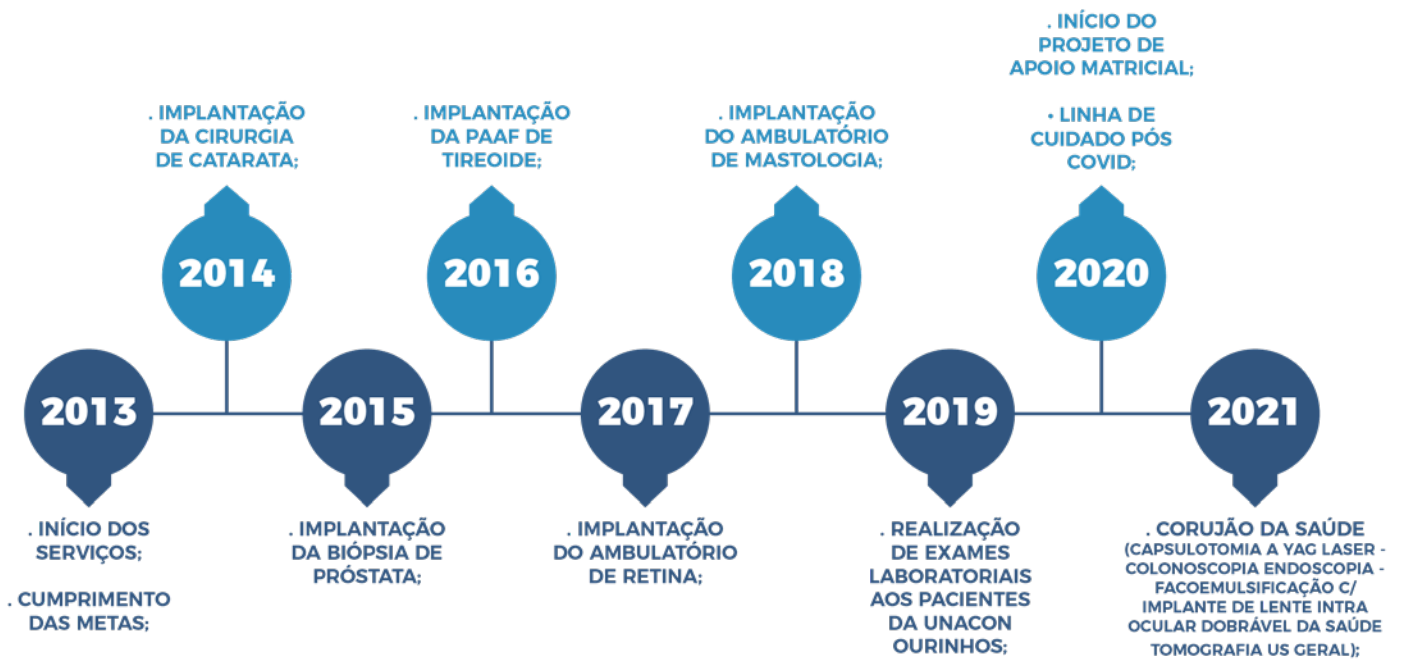 2013
. INÍCIO DOS
SERVIÇOS;
. CUMPRIMENTO
DAS METAS;
. IMPLANTAÇÃO
DA CIRURGIA
DE CATARATA;
2014
2015
. IMPLANTAÇÃO
DA BIÓPSIA DE
PRÓSTATA;
. IMPLANTAÇÃO
DA PAAF DE
TIREOIDE;
2016
2017
. IMPLANTAÇÃO
DO AMBULATÓRIO
DE RETINA;
. IMPLANTAÇÃO
DO AMBULATÓRIO
DE MASTOLOGIA;
2018
2019
. REALIZAÇÃO
DE EXAMES
LABORATORIAIS
AOS PACIENTES
DA UNACON
OURINHOS;
. INÍCIO DO
PROJETO DE
APOIO MATRICIAL;
• LINHA DE
CUIDADO PÓS
COVID;
2020
2021
. CORUJÃO DA SAÚDE
(CAPSULOTOMIA A YAG LASER -
COLONOSCOPIA ENDOSCOPIA -
FACOEMULSIFICAÇÃO C/
IMPLANTE DE LENTE INTRA
OCULAR DOBRÁVEL DA SAÚDE
TOMOGRAFIA US GERAL);